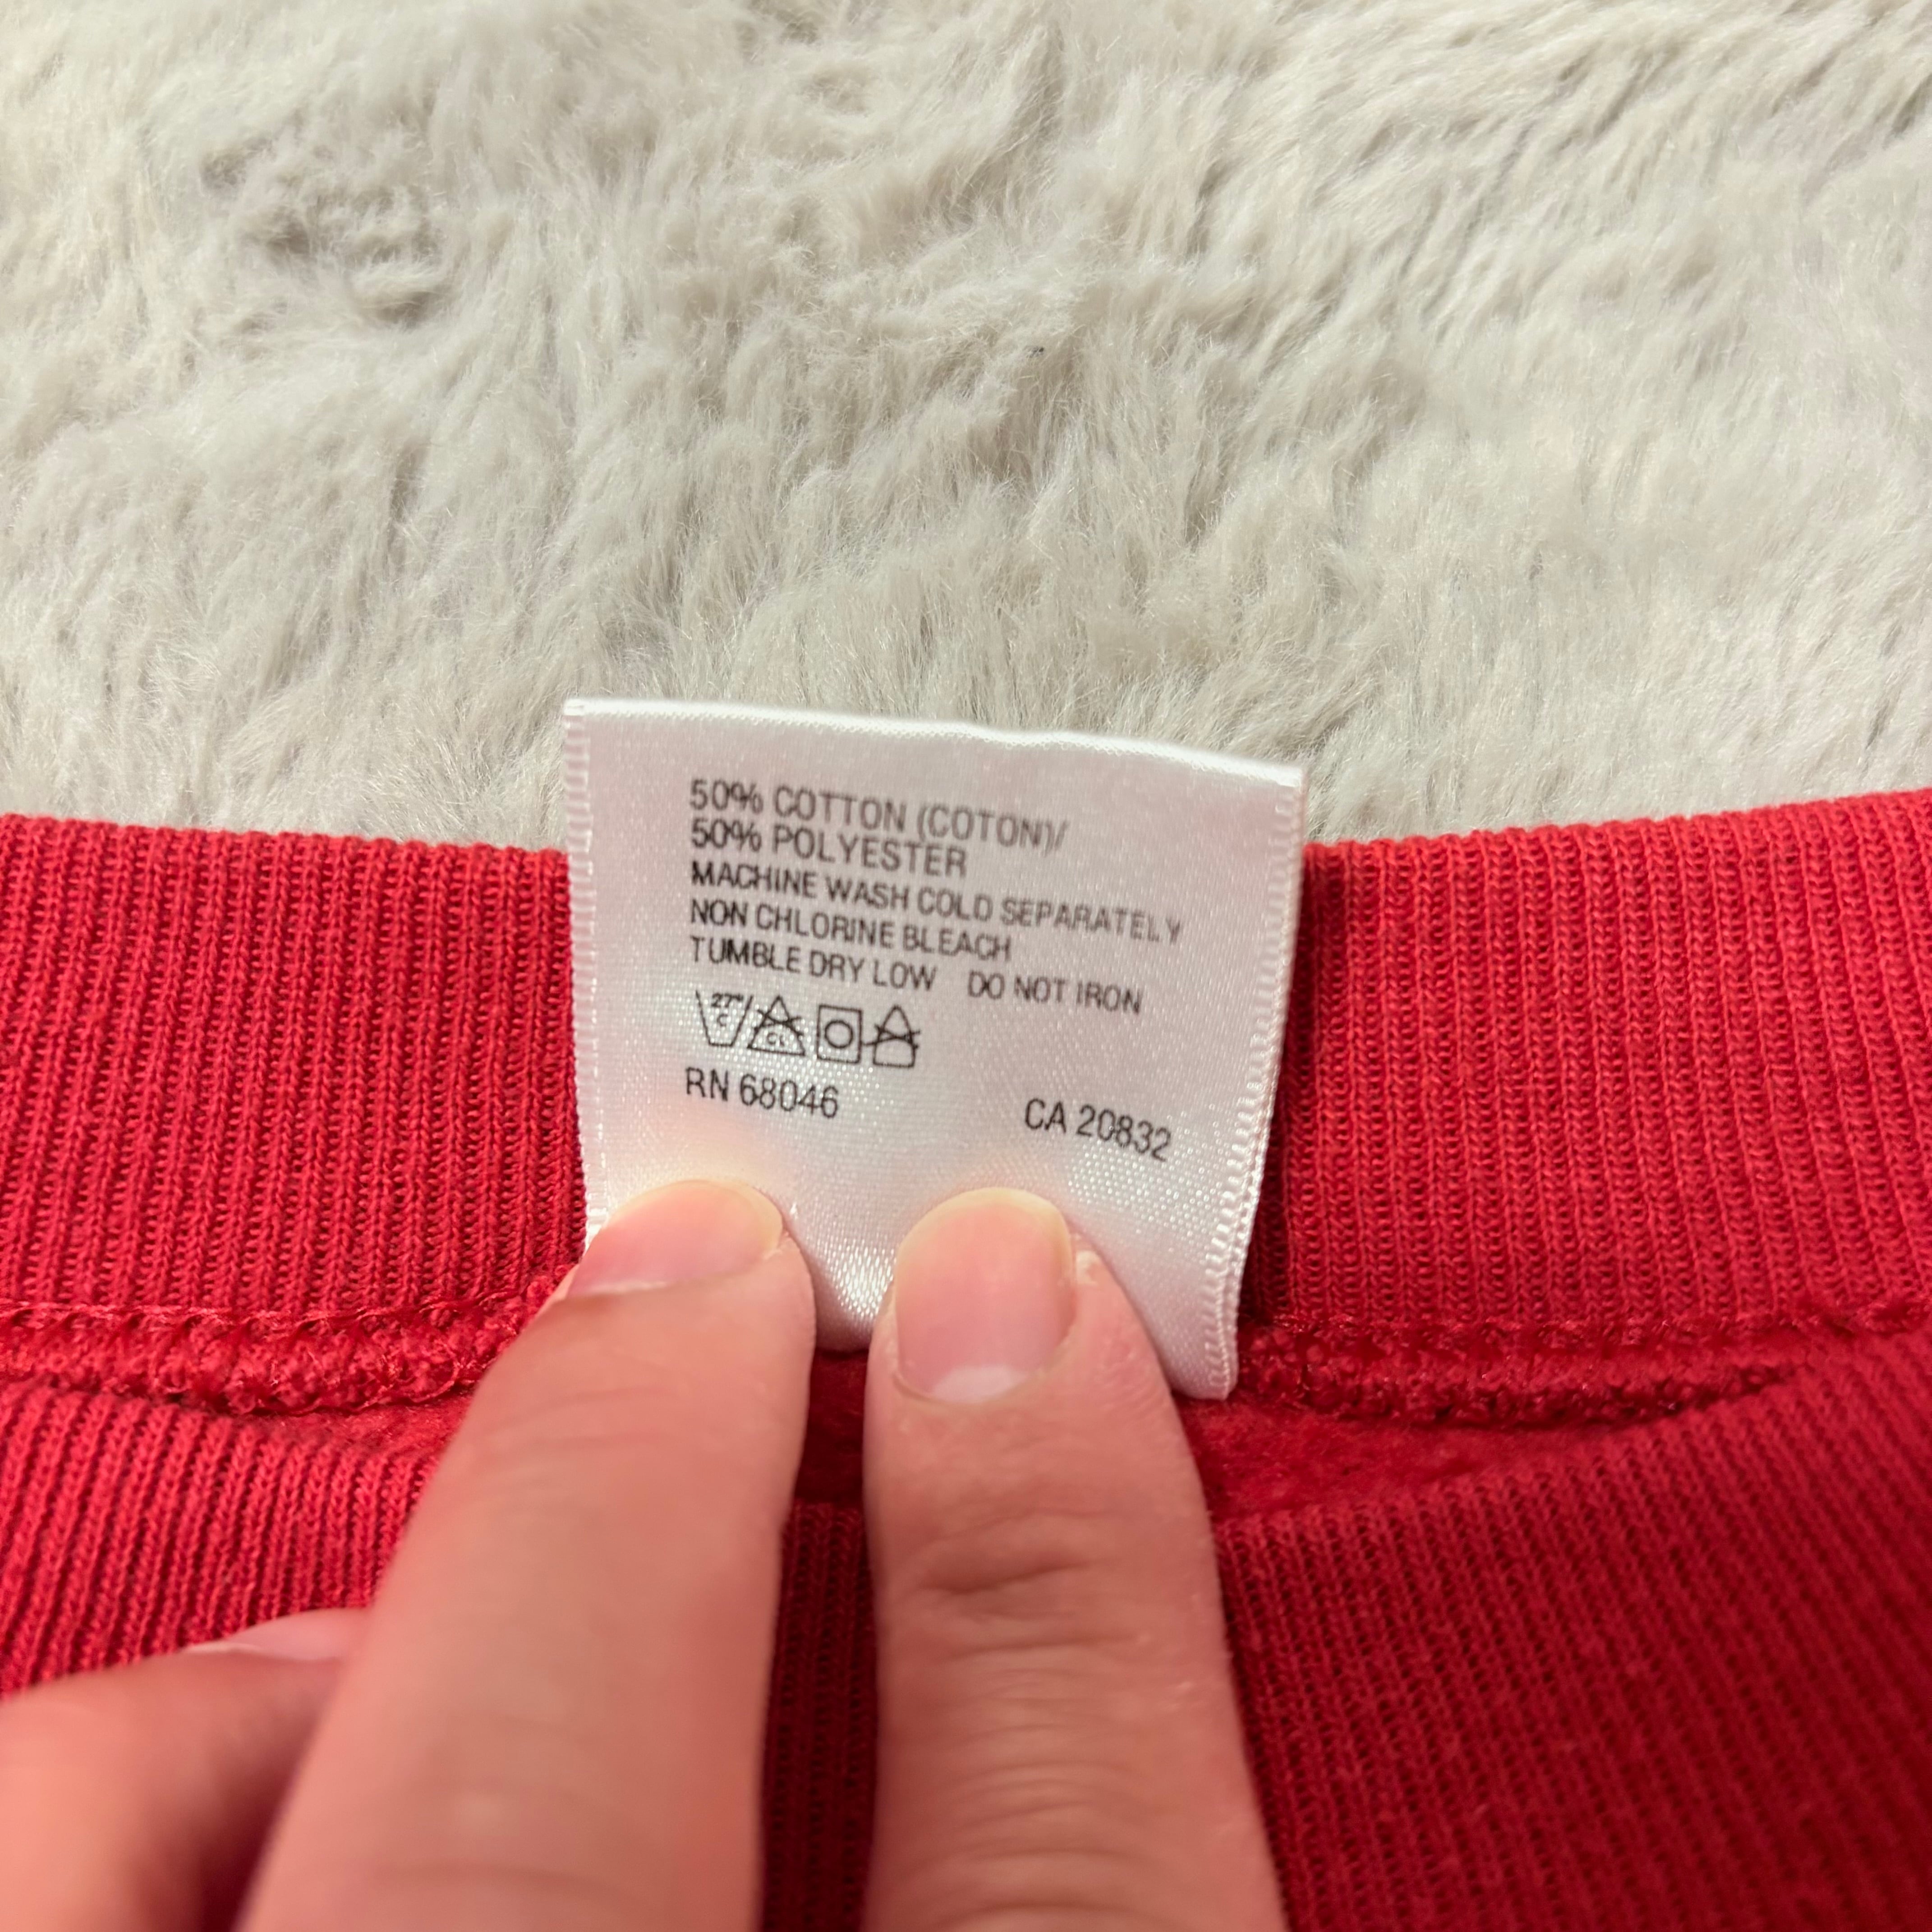 50% COTTON (COTON)/
50% POLYESTER
MACHINE WASH COLD SEPARATELY
NON CHLORINE BLEACH
TUMBLE DRY LOW DO NOT IRON
27° C CL
RN 68046 CA 20832